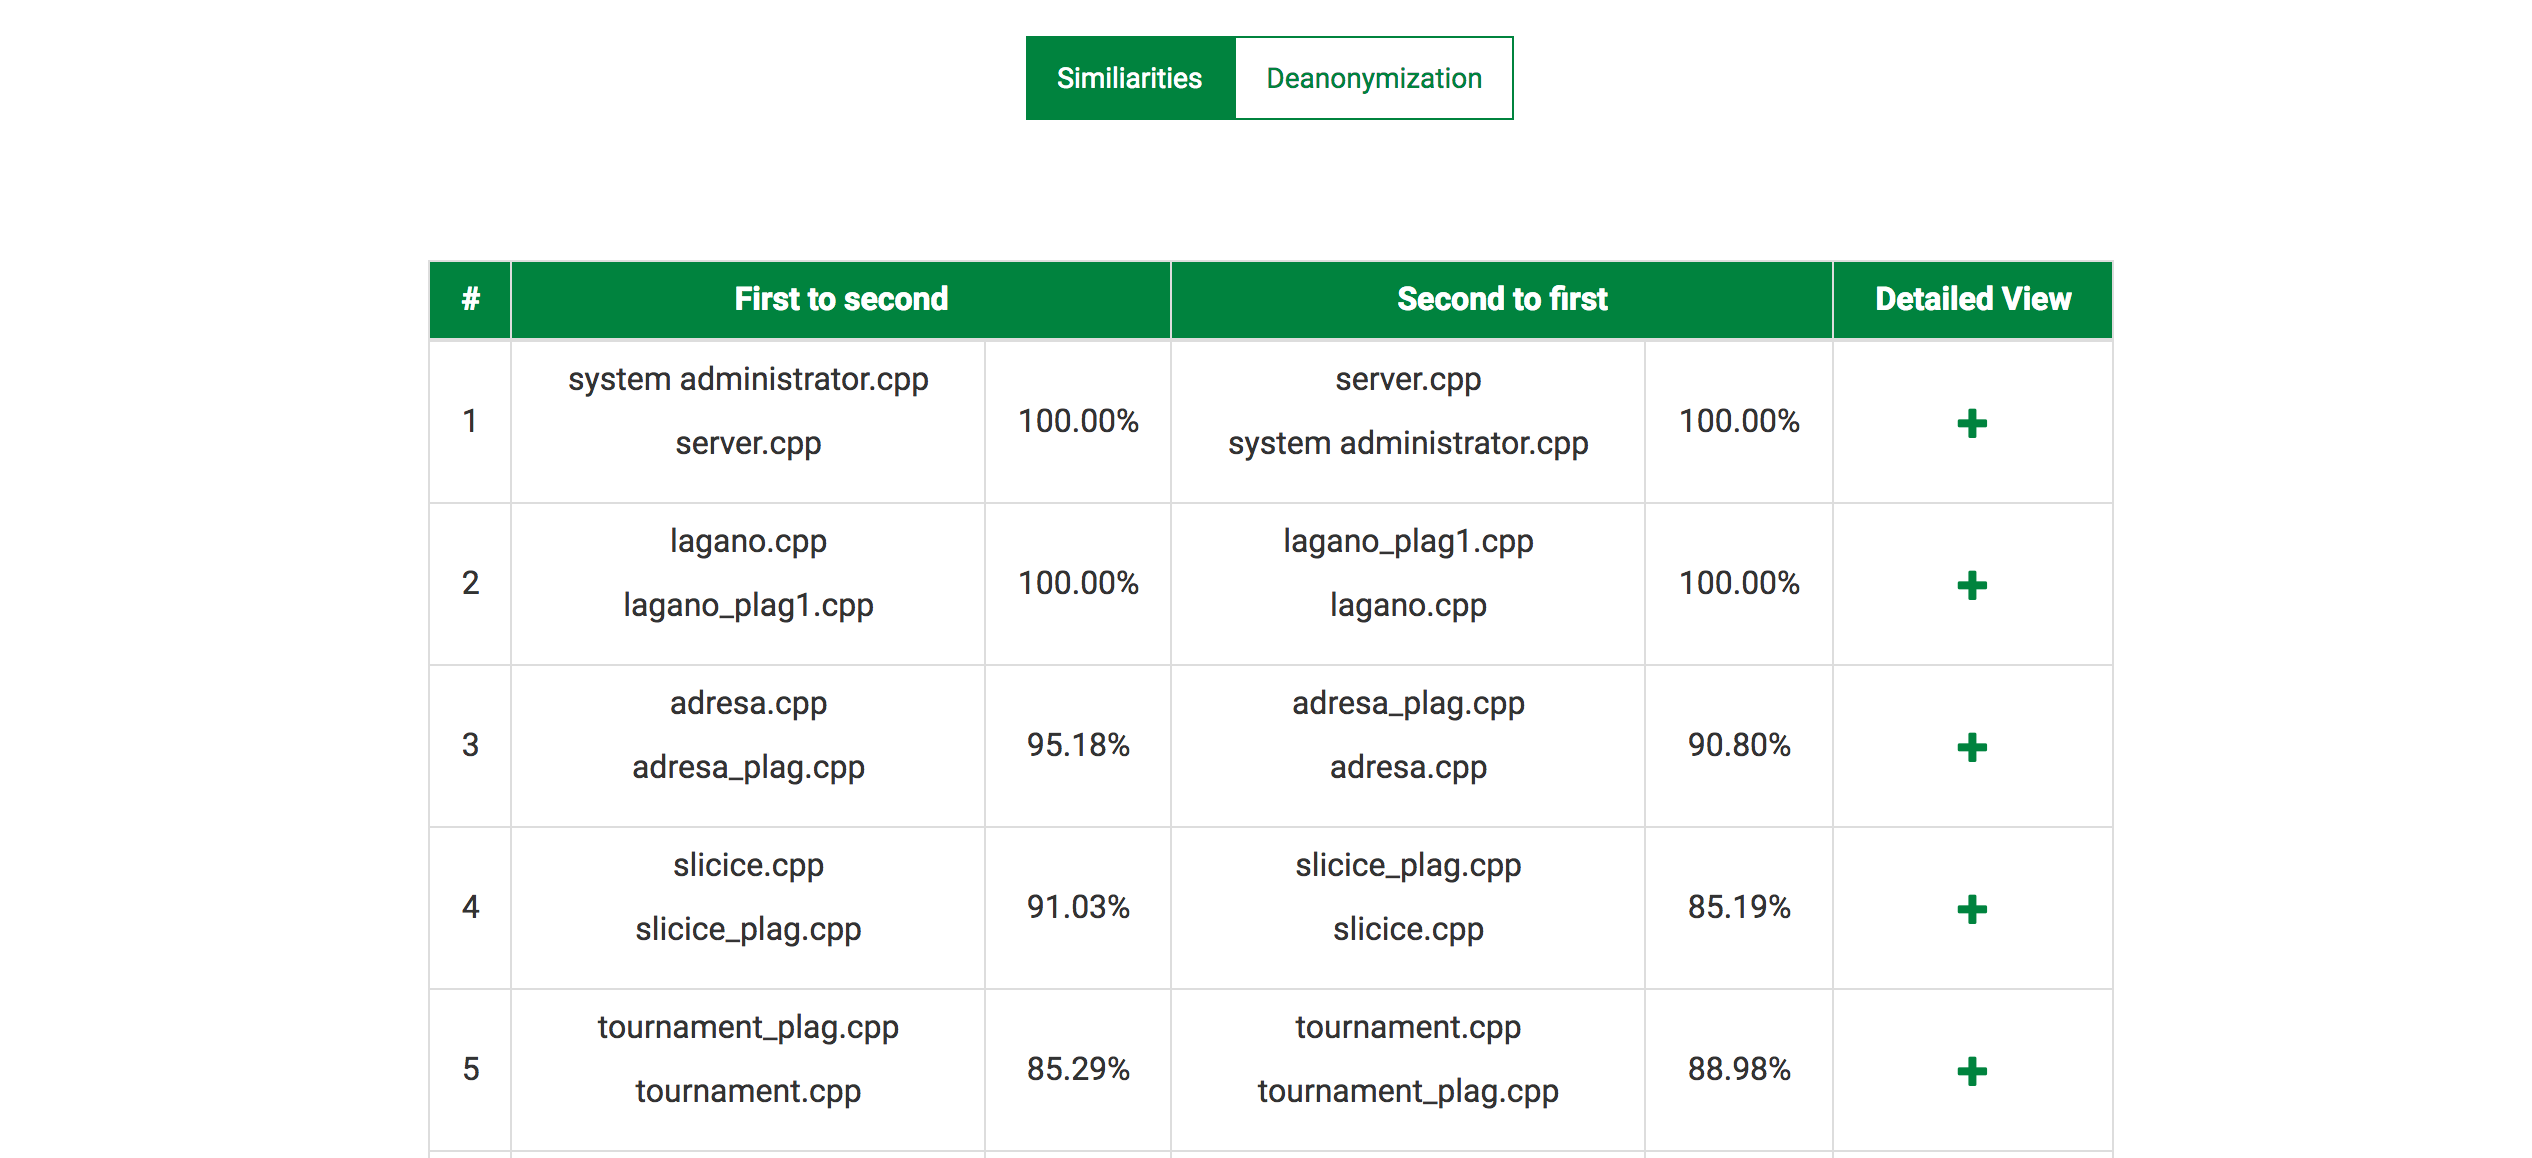 Similiarities Deanonymization
# First to second Second to first Detailed View
system administrator.cpp server.cpp
1 100.00% 100.00%
server.cpp system administrator.cpp
lagano.cpp lagano_plag1.cpp
2 100.00% 100.00%
lagano_plag1.cpp lagano.cpp
adresa.cpp adresa_plag.cpp
3 95.18% 90.80%
adresa_plag.cpp adresa.cpp
slicice.cpp slicice_plag.cpp
4 91.03% 85.19%
slicice_plag.cpp slicice.cpp
tournament_plag.cpp tournament.cpp
5 85.29% 88.98%
tournament.cpp tournament_plag.cpp